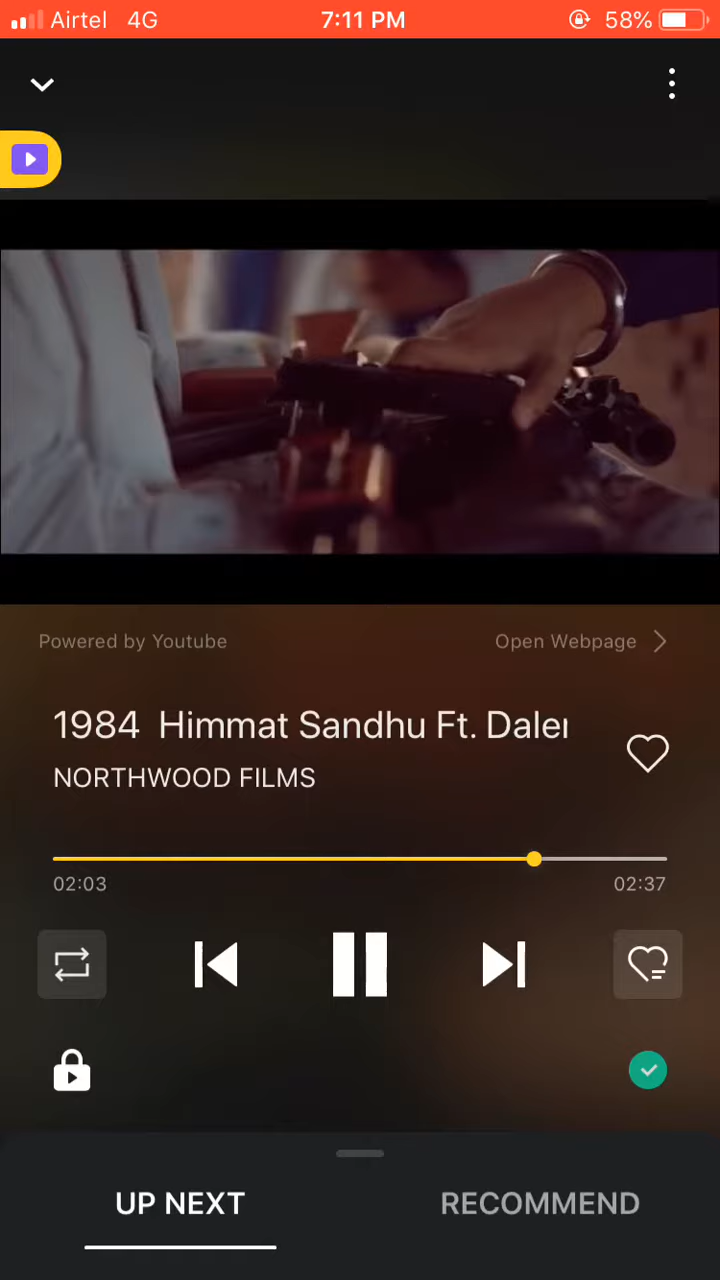 Airtel 4G 7:11 PM 58%
Powered by Youtube Open Webpage
1984 Himmat Sandhu Ft. Daler
NORTHWOOD FILMS
02:03 02:37
UP NEXT RECOMMEND